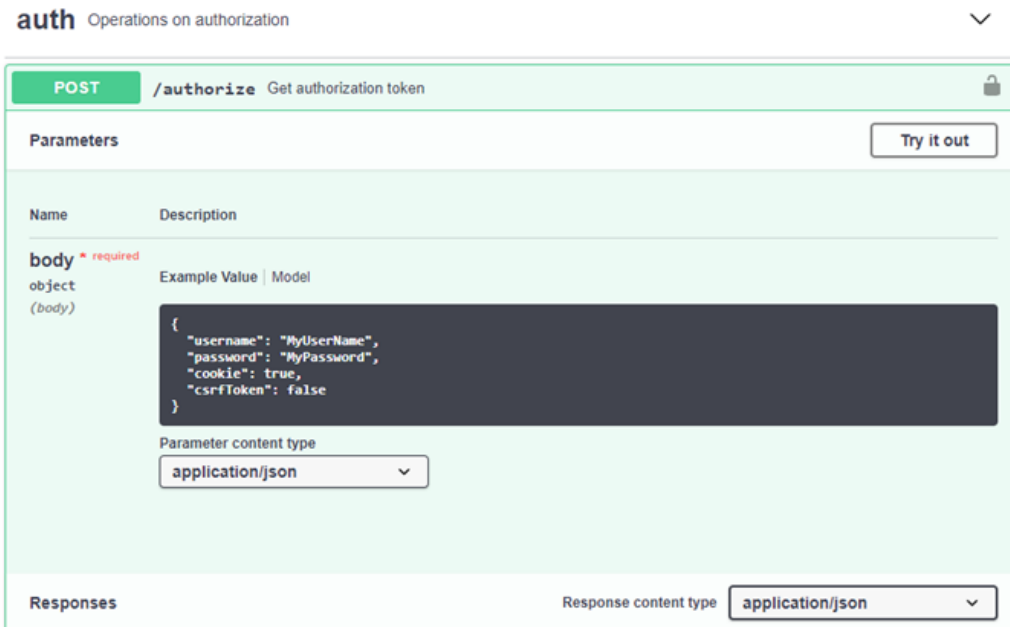 auth Operations on authorization
POST /authorize Get authorization token
Parameters Try it out
Name Description
body * required
object
(body)
Example Value | Model
{
  "username": "MyUserName",
  "password": "MyPassword",
  "cookie": true,
  "csrfToken": false
}
Parameter content type
application/json
Responses Response content type application/json